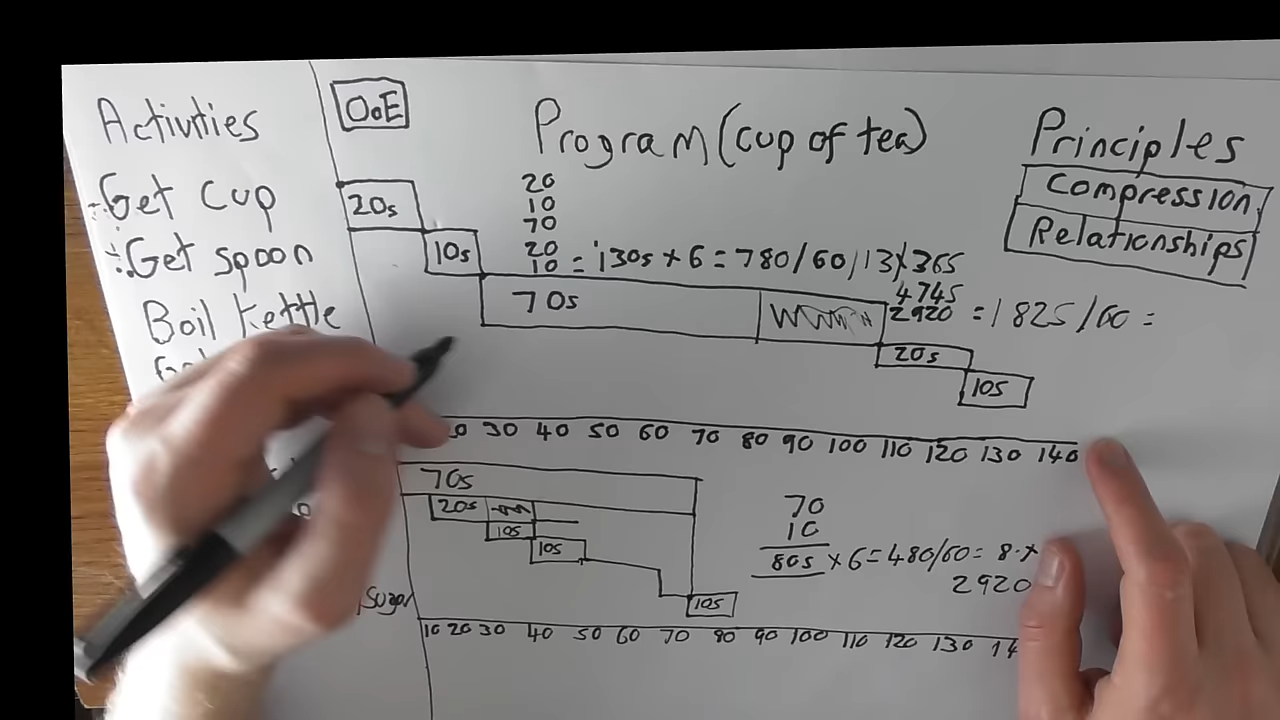 Activities
OoE
Program (cup of tea)
Principles
Compression
Relationships
Get cup
Get spoon
Boil Kettle
20s
10s
70s
20s
10s
20
10
70
20
10 = 130s × 6 = 780/60/13 × 365
4745
2920 = 1825/60 =
30 40 50 60 70 80 90 100 110 120 130 140
70s
20s
10s
10s
10s
70
10
80s × 6 = 480/60 = 8 ×
2920
Sugar
10 20 30 40 50 60 70 80 90 100 110 120 130 14